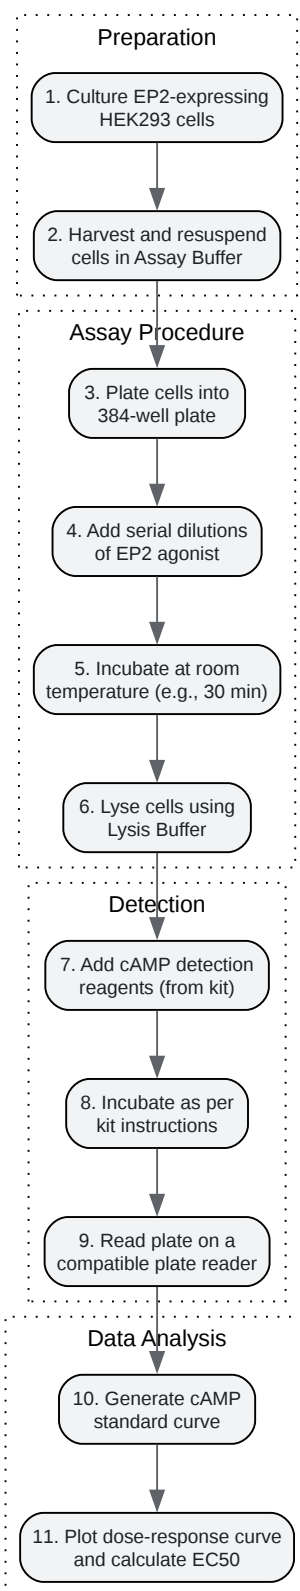 Preparation
1. Culture EP2-expressing
HEK293 cells
2. Harvest and resuspend
cells in Assay Buffer
Assay Procedure
3. Plate cells into
384-well plate
4. Add serial dilutions
of EP2 agonist
5. Incubate at room
temperature (e.g., 30 min)
6. Lyse cells using
Lysis Buffer
Detection
7. Add cAMP detection
reagents (from kit)
8. Incubate as per
kit instructions
9. Read plate on a
compatible plate reader
Data Analysis
10. Generate cAMP
standard curve
11. Plot dose-response curve
and calculate EC50